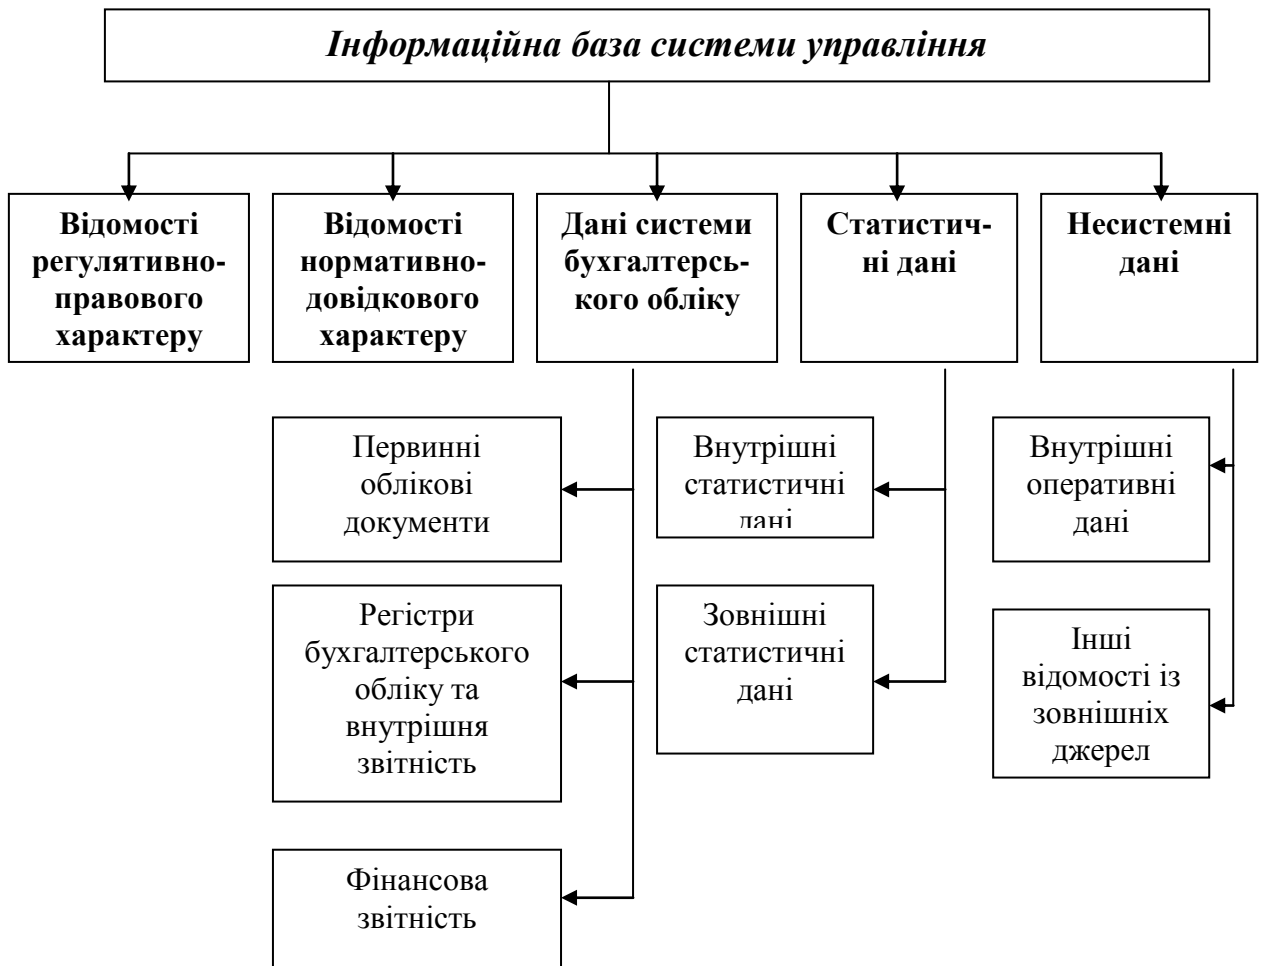 Інформаційна база системи управління
Відомості
регулятивно-
правового
характеру
Відомості
нормативно-
довідкового
характеру
Дані системи
бухгалтерсь-
кого обліку
Статистич-
ні дані
Несистемні
дані
Первинні
облікові
документи
Регістри
бухгалтерського
обліку та
внутрішня
звітність
Фінансова
звітність
Внутрішні
статистичні
дані
Зовнішні
статистичні
дані
Внутрішні
оперативні
дані
Інші
відомості із
зовнішніх
джерел